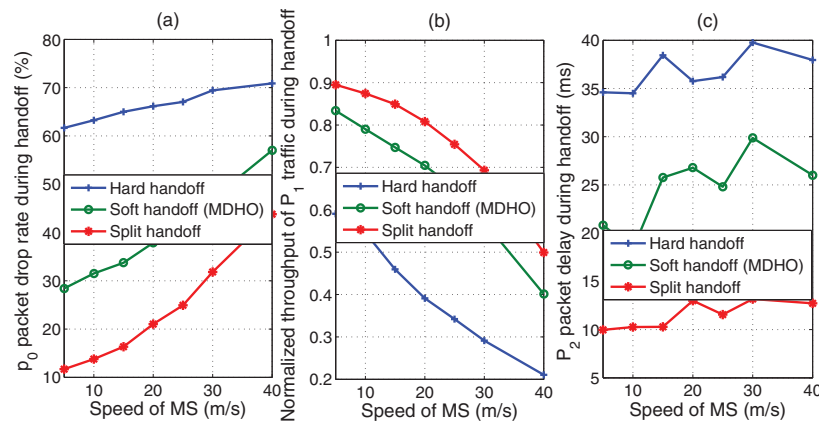 (a)
p0 packet drop rate during handoff (%)
80
70
60
50
40
30
20
10
Hard handoff
Soft handoff (MDHO)
Split handoff
10
20
30
40
Speed of MS (m/s)
(b)
Normalized throughput of P1 traffic during handoff
1
0.9
0.8
0.7
0.6
0.5
0.4
0.3
0.2
Hard handoff
Soft handoff (MDHO)
Split handoff
10
20
30
40
Speed of MS (m/s)
(c)
P2 packet delay during handoff (ms)
40
35
30
25
20
15
10
5
Hard handoff
Soft handoff (MDHO)
Split handoff
10
20
30
40
Speed of MS (m/s)